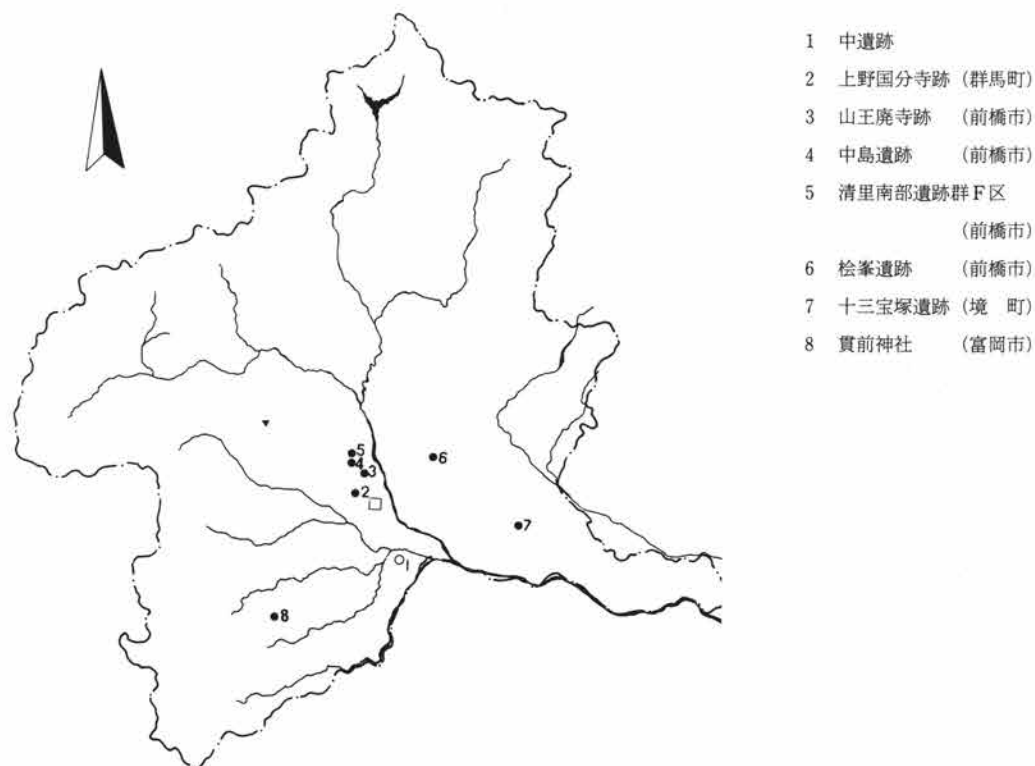 1 中遺跡
2 上野国分寺跡 (群馬町)
3 山王廃寺跡 (前橋市)
4 中島遺跡 (前橋市)
5 清里南部遺跡群F区
(前橋市)
6 桧峯遺跡 (前橋市)
7 十三宝塚遺跡 (境 町)
8 貫前神社 (富岡市)
5
4
3
6
2
7
1
8